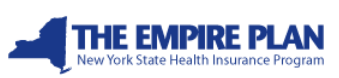 THE EMPIRE PLAN
New York State Health Insurance Program